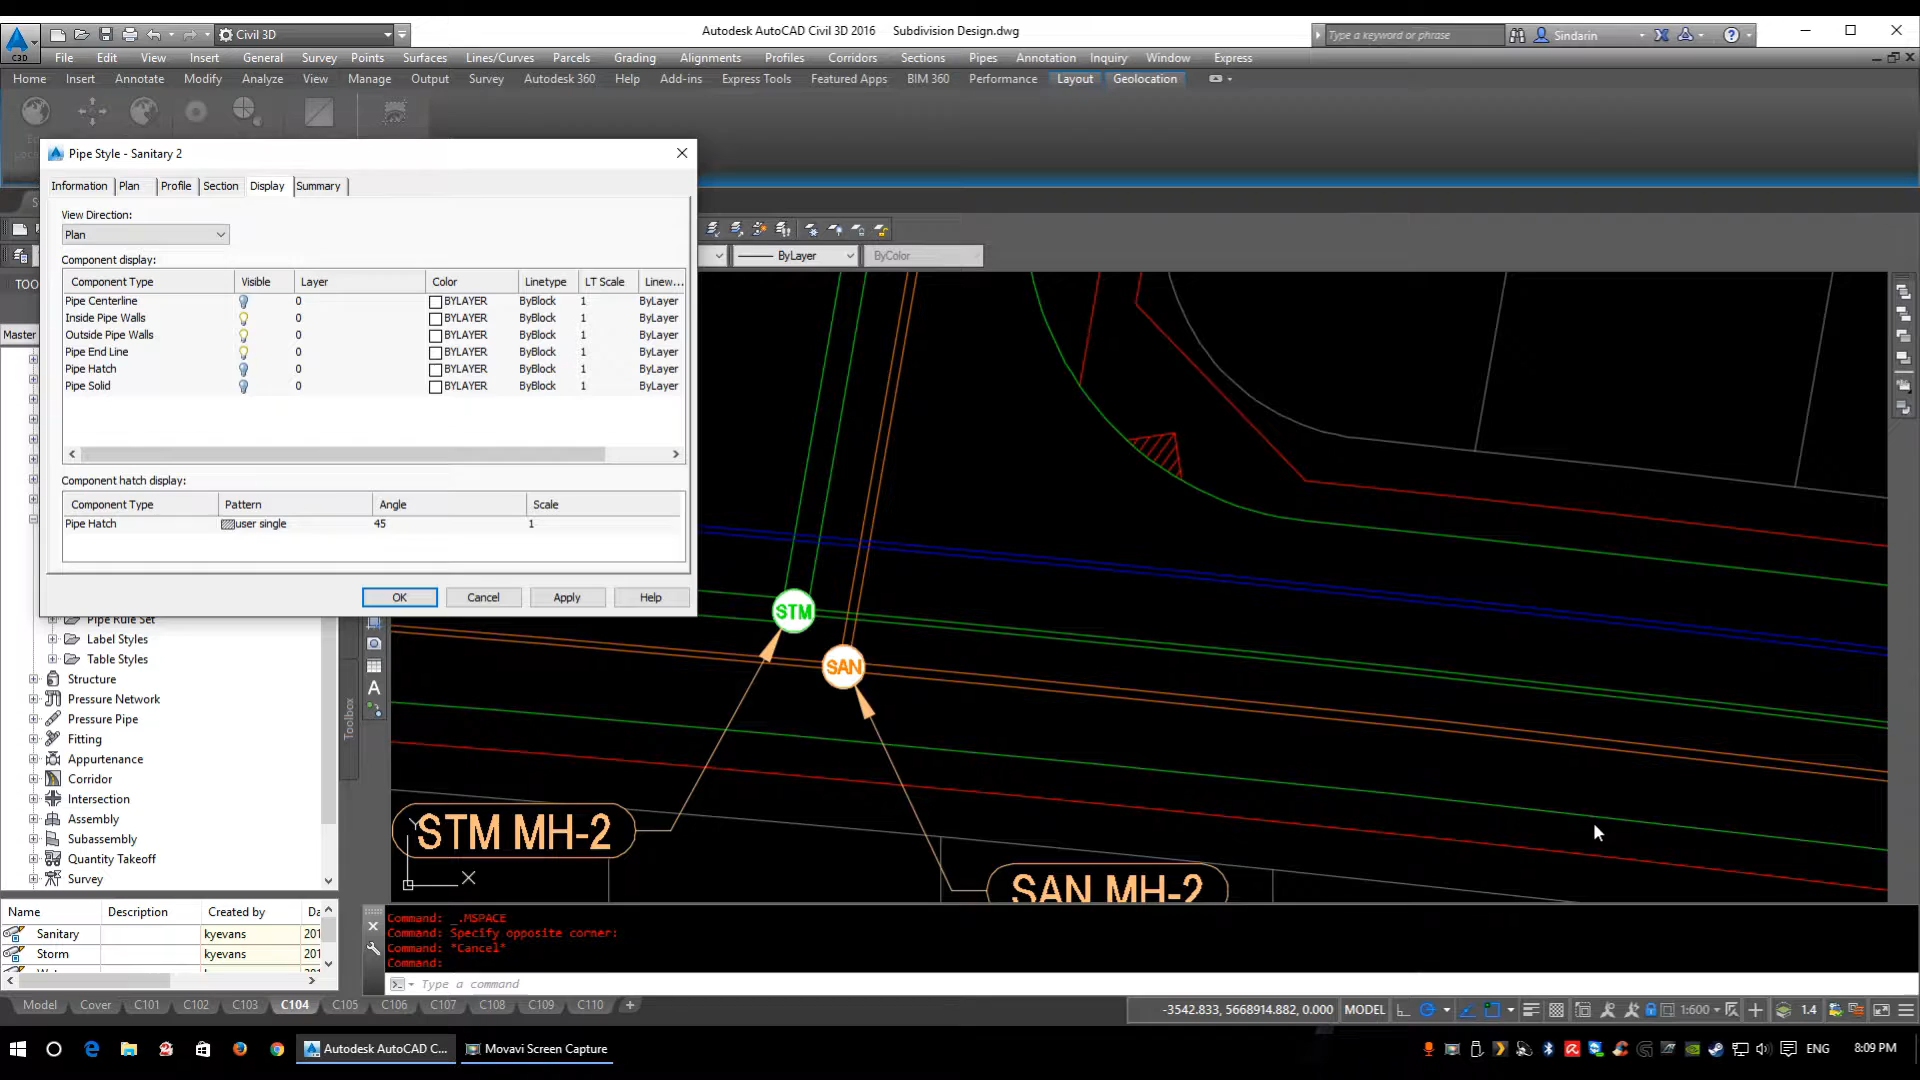 Autodesk AutoCAD Civil 3D 2016 Subdivision Design.dwg
Civil 3D
Type a keyword or phrase
Sindarin
C3D
File Edit View Insert General Survey Points Surfaces Lines/Curves Parcels Grading Alignments Profiles Corridors Sections Pipes Annotation Inquiry Window Express
Home Insert Annotate Modify Analyze View Manage Output Survey Autodesk 360 Help Add-ins Express Tools Featured Apps BIM 360 Performance Layout Geolocation
Pipe Style - Sanitary 2
Information Plan Profile Section Display Summary
View Direction:
Plan
Component display:
Component Type Visible Layer Color Linetype LT Scale Linew...
Pipe Centerline 0 BYLAYER ByBlock 1 ByLayer
Inside Pipe Walls 0 BYLAYER ByBlock 1 ByLayer
Outside Pipe Walls 0 BYLAYER ByBlock 1 ByLayer
Pipe End Line 0 BYLAYER ByBlock 1 ByLayer
Pipe Hatch 0 BYLAYER ByBlock 1 ByLayer
Pipe Solid 0 BYLAYER ByBlock 1 ByLayer
Component hatch display:
Component Type Pattern Angle Scale
Pipe Hatch user single 45 1
OK Cancel Apply Help
ByLayer ByColor
TOO
Master
Pipe Rule Set
Label Styles
Table Styles
Structure
Pressure Network
Pressure Pipe
Fitting
Appurtenance
Corridor
Intersection
Assembly
Subassembly
Quantity Takeoff
Survey
Toolbox
STM
SAN
STM MH-2
SAN MH-2
Y
X
Name Description Created by Da
Sanitary kyevans 201
Storm kyevans 201
Command: _.MSPACE
Command: Specify opposite corner:
Command: *Cancel*
Command:
Type a command
Model Cover C101 C102 C103 C104 C105 C106 C107 C108 C109 C110 +
-3542.833, 5668914.882, 0.000 MODEL 1:600 1.4
Autodesk AutoCAD C... Movavi Screen Capture
ENG 8:09 PM